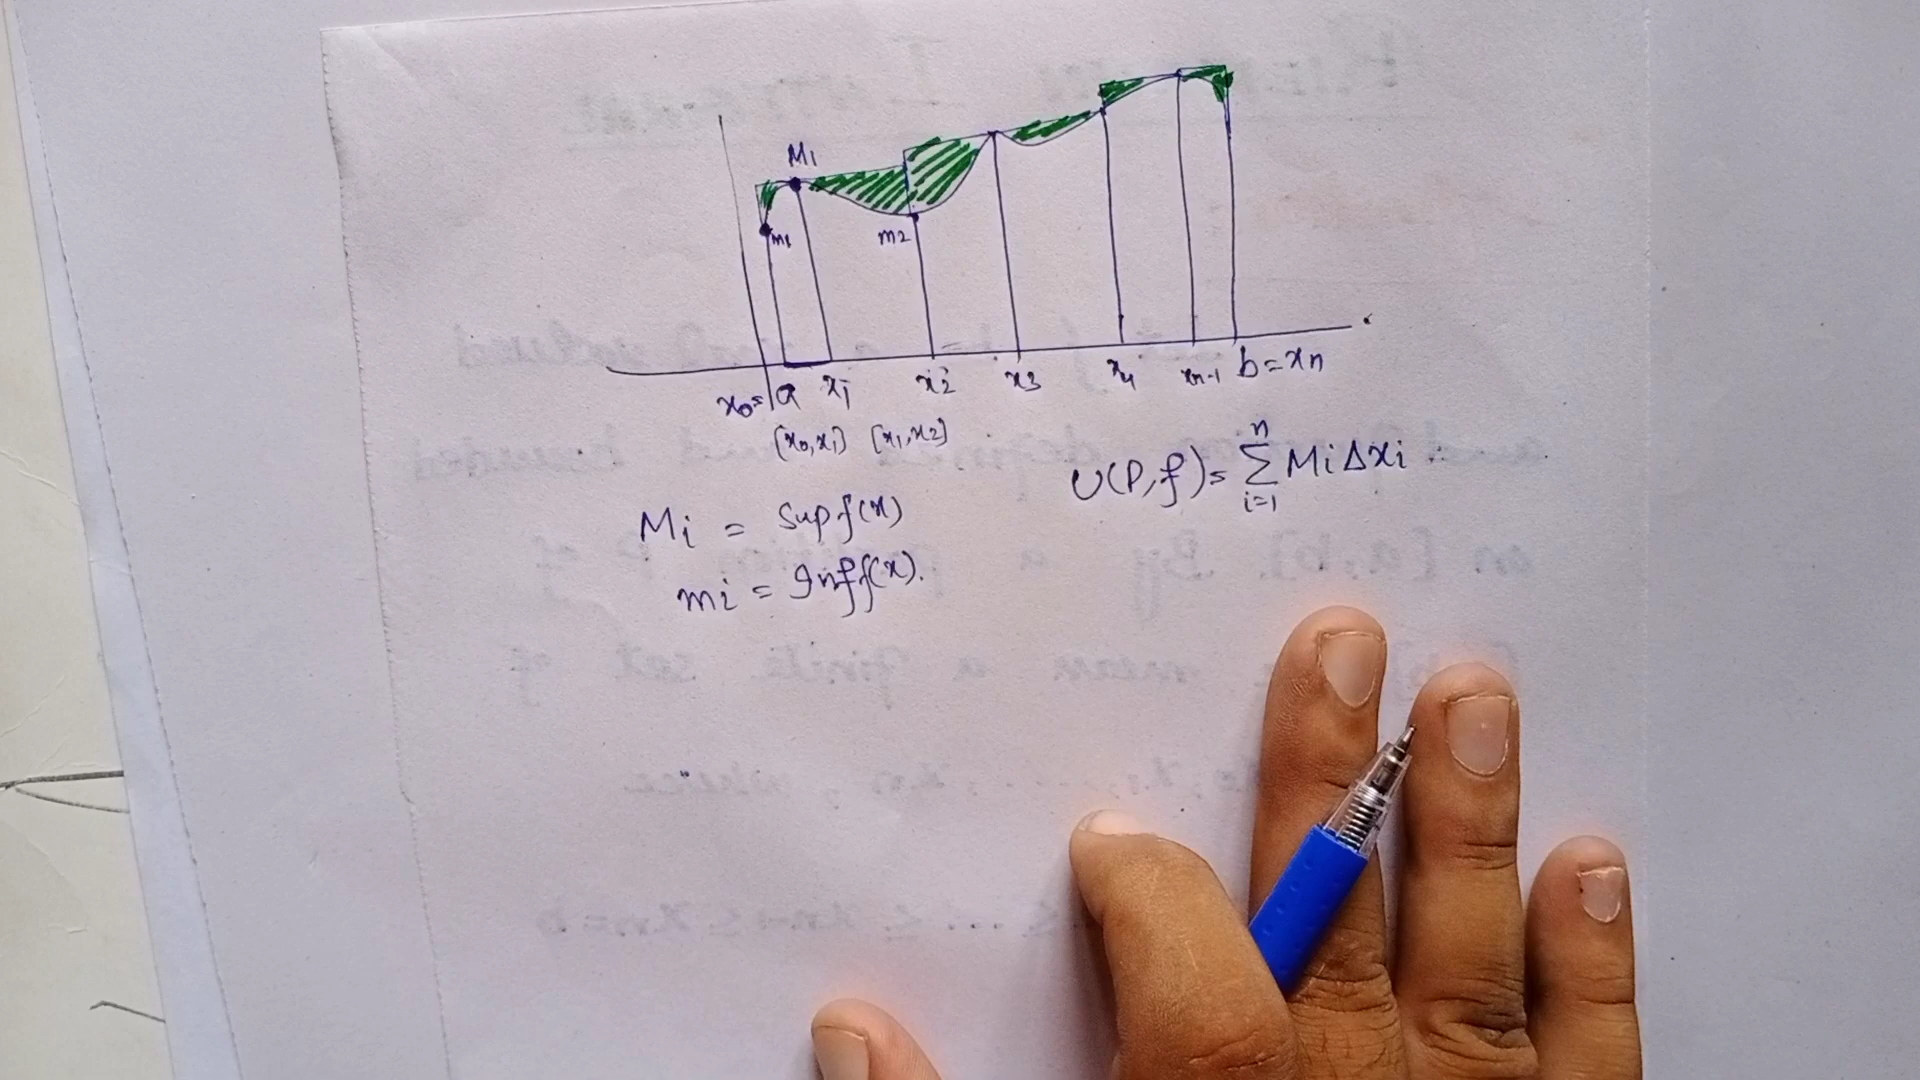 M1
m1
m2
x0=a x1 x2 x3 x4 xn-1 b=xn
[x0,x1] [x1,x2]
U(P,f)= n∑i=1 Mi Δxi
Mi = Sup f(x)
mi = Inf f(x).